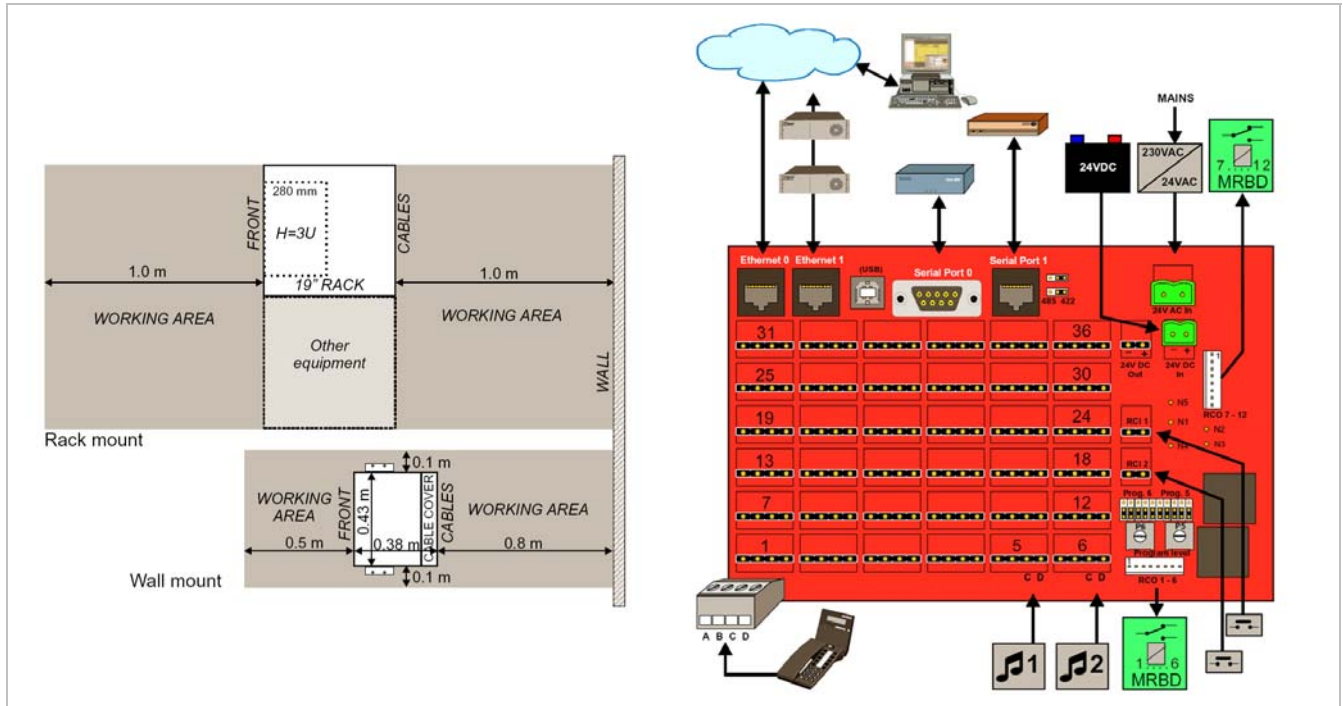 280 mm
H=3U
FRONT
CABLES
1.0 m
19" RACK
1.0 m
WORKING AREA
WORKING AREA
Other
equipment
WALL
Rack mount
0.1 m
WORKING
AREA
FRONT
0.43 m
CABLE COVER
CABLES
WORKING AREA
0.5 m
0.38 m
0.8 m
Wall mount
0.1 m
MAINS
24VDC
230VAC
24VAC
7 . . . . 12
MRBD
Ethernet 0
Ethernet 1
(USB)
Serial Port 0
Serial Port 1
485 422
24V AC In
31
36
- +
24V DC
Out
- +
24V DC
In
1
25
30
RCO 7 - 12
N5
19
24
RCI 1
N1
N2
N4
N3
13
18
RCI 2
7
12
Prog. 6 Prog. 5
P6
P5
1
5
6
Program level
RCO 1 - 6
C D
C D
A B C D
1
2
1 . . . . 6
MRBD